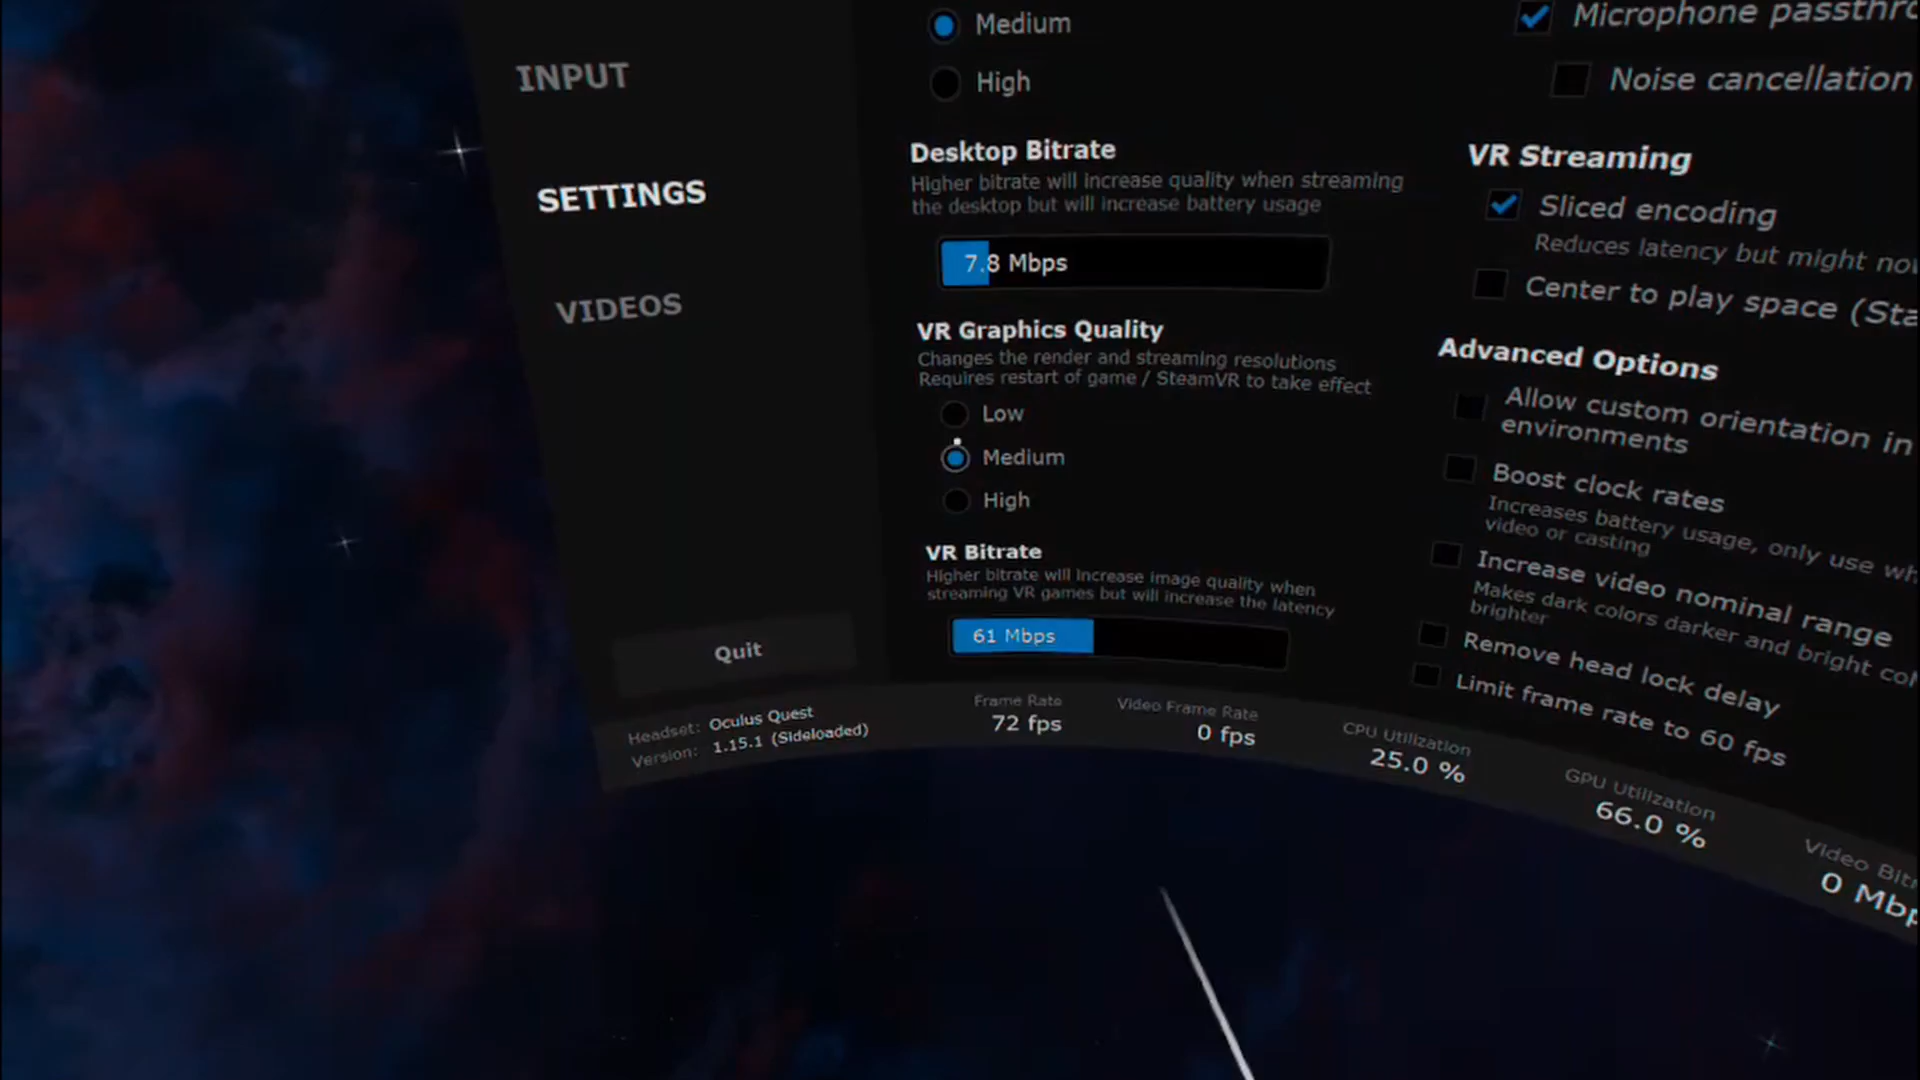 INPUT
SETTINGS
VIDEOS
Quit
Medium
High
Desktop Bitrate
Higher bitrate will increase quality when streaming
the desktop but will increase battery usage
7.8 Mbps
VR Graphics Quality
Changes the render and streaming resolutions
Requires restart of game / SteamVR to take effect
Low
Medium
High
VR Bitrate
Higher bitrate will increase image quality when
streaming VR games but will increase the latency
61 Mbps
Microphone
Noise cancellation
VR Streaming
Sliced encoding
Reduces latency but might
Center to play space
Advanced Options
Allow custom orientation in
environments
Boost clock rates
Increases battery usage, only use
video or casting
Increase video nominal range
Makes dark colors darker and bright
brighter
Remove head lock delay
Limit frame rate to 60 fps
Headset: Oculus Quest
Version: 1.15.1 (Sideloaded)
Frame Rate
72 fps
Video Frame Rate
0 fps
CPU Utilization
25.0 %
GPU Utilization
66.0 %
Video
0